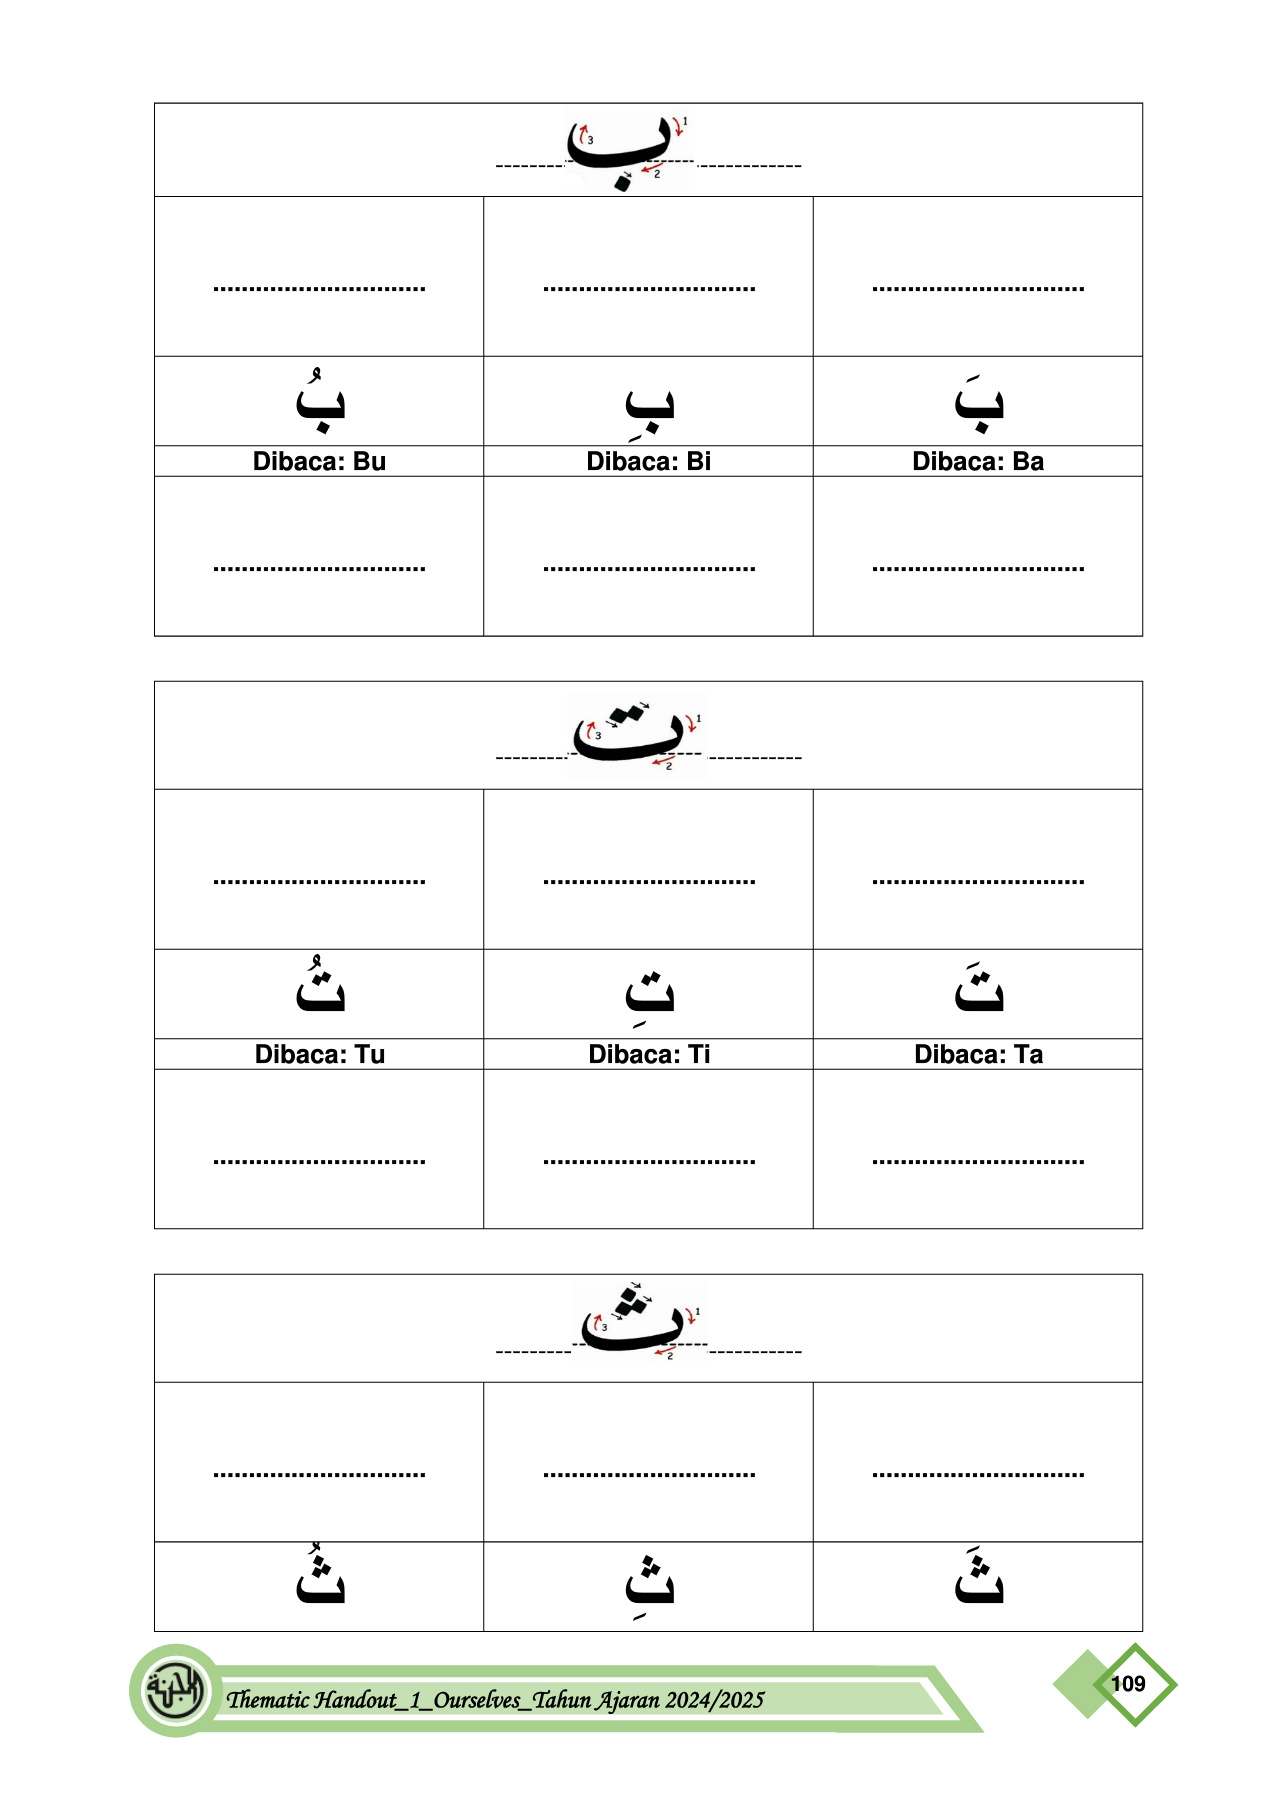 ب 1 2 3
............................. ............................. .............................
بُ بِ بَ
Dibaca: Bu Dibaca: Bi Dibaca: Ba
............................. ............................. .............................
ت 1 2 3
............................. ............................. .............................
تُ تِ تَ
Dibaca: Tu Dibaca: Ti Dibaca: Ta
............................. ............................. .............................
ث 1 2 3
............................. ............................. .............................
ثُ ثِ ثَ
Thematic Handout_1_Ourselves_Tahun Ajaran 2024/2025
109